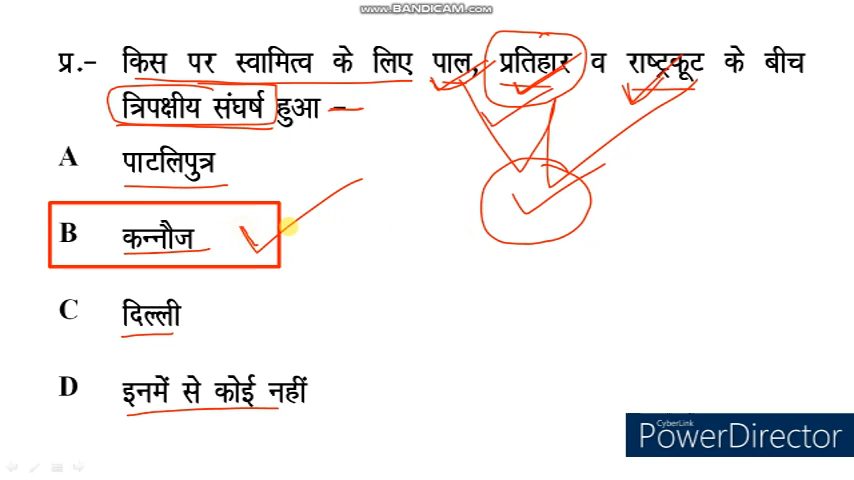 www.BANDICAM.com
प्र.- किस पर स्वामित्व के लिए पाल, प्रतिहार व राष्ट्रकूट के बीच
त्रिपक्षीय संघर्ष हुआ –
A पाटलिपुत्र
B कन्नौज
C दिल्ली
D इनमें से कोई नहीं
CyberLink
PowerDirector